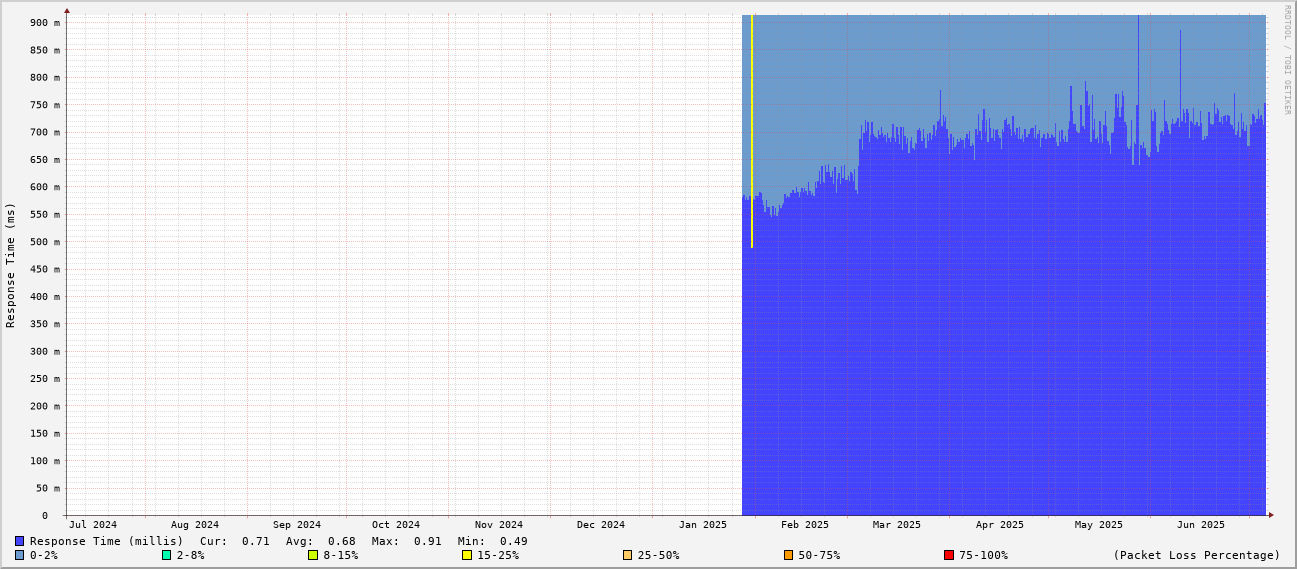 RRDTOOL / TOBI OETIKER
Response Time (ms)
900 m
850 m
800 m
750 m
700 m
650 m
600 m
550 m
500 m
450 m
400 m
350 m
300 m
250 m
200 m
150 m
100 m
50 m
0
Jul 2024 Aug 2024 Sep 2024 Oct 2024 Nov 2024 Dec 2024 Jan 2025 Feb 2025 Mar 2025 Apr 2025 May 2025 Jun 2025
Response Time (millis) Cur: 0.71 Avg: 0.68 Max: 0.91 Min: 0.49
0-2% 2-8% 8-15% 15-25% 25-50% 50-75% 75-100% (Packet Loss Percentage)